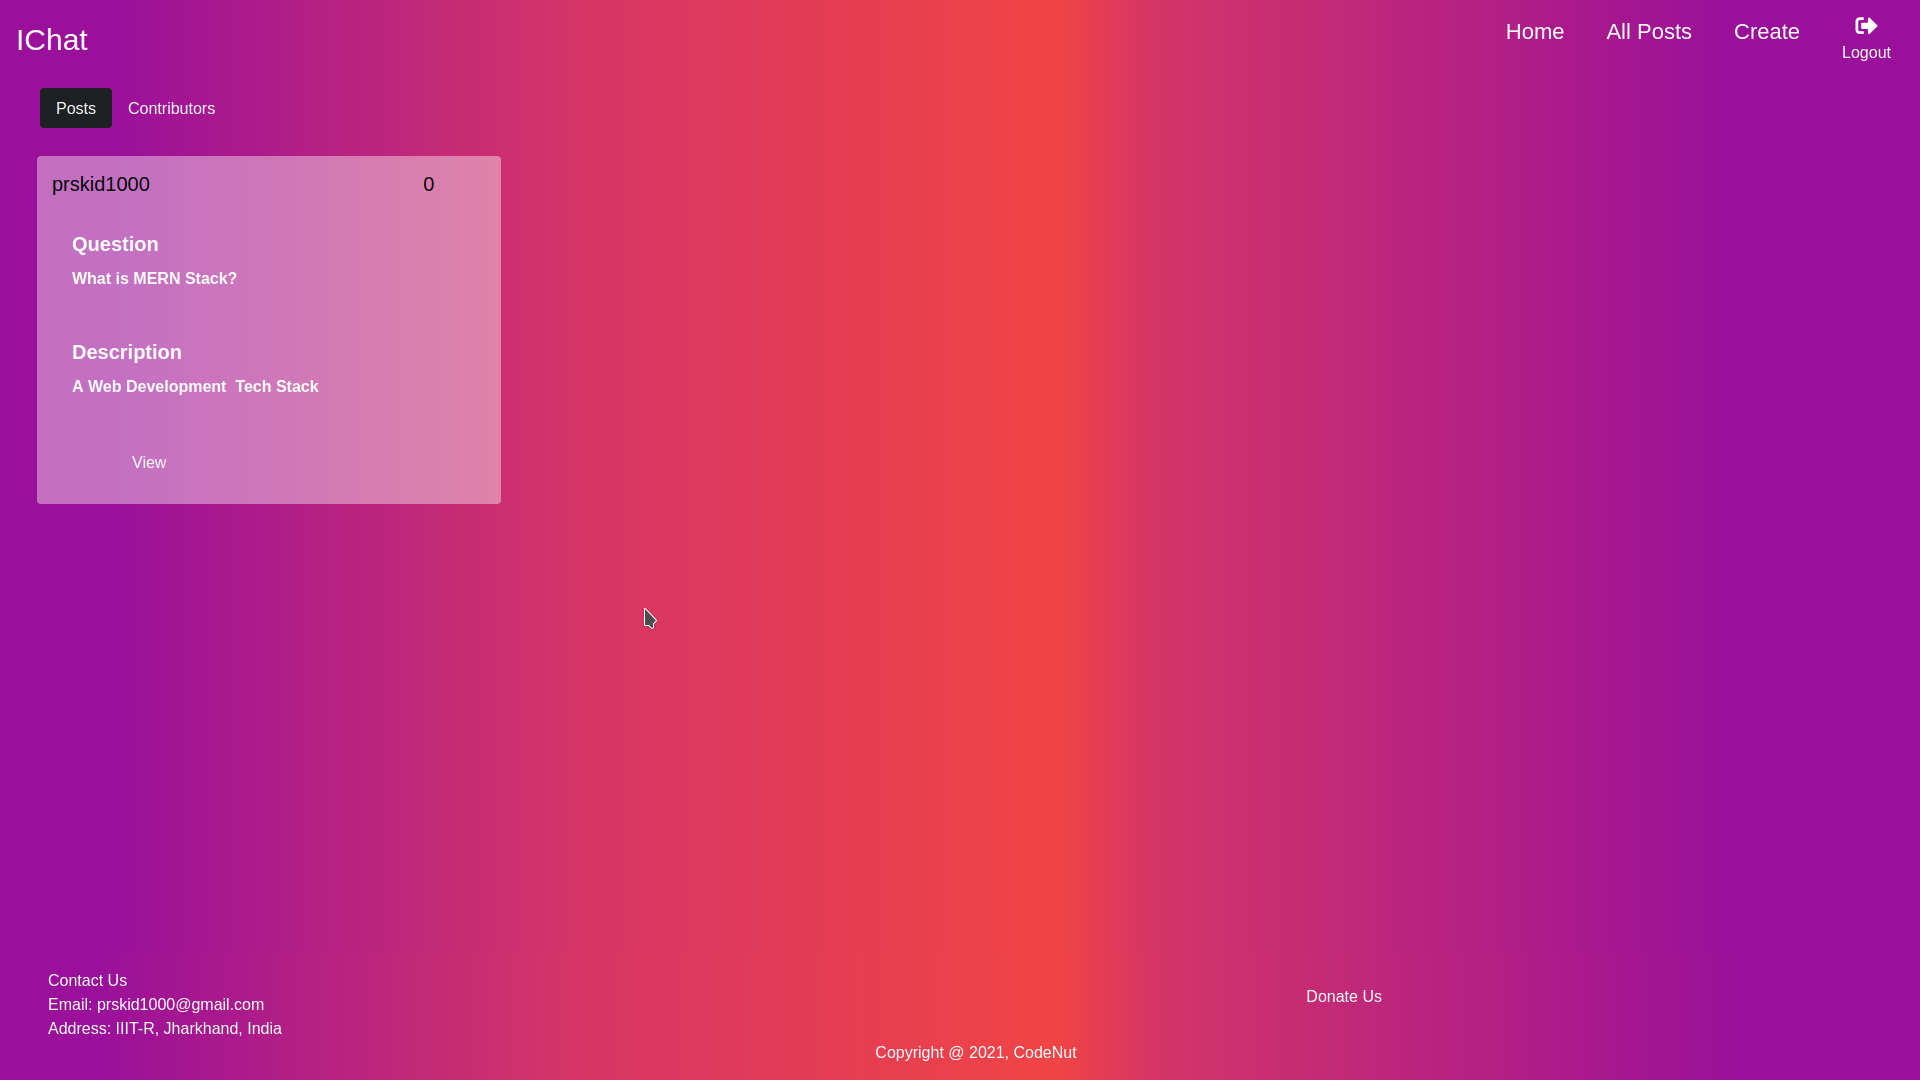 IChat
Home
All Posts
Create
Logout
Posts
Contributors
prskid1000
0
Question
What is MERN Stack?
Description
A Web Development  Tech Stack
View
Contact Us
Email: prskid1000@gmail.com
Address: IIIT-R, Jharkhand, India
Donate Us
Copyright @ 2021, CodeNut